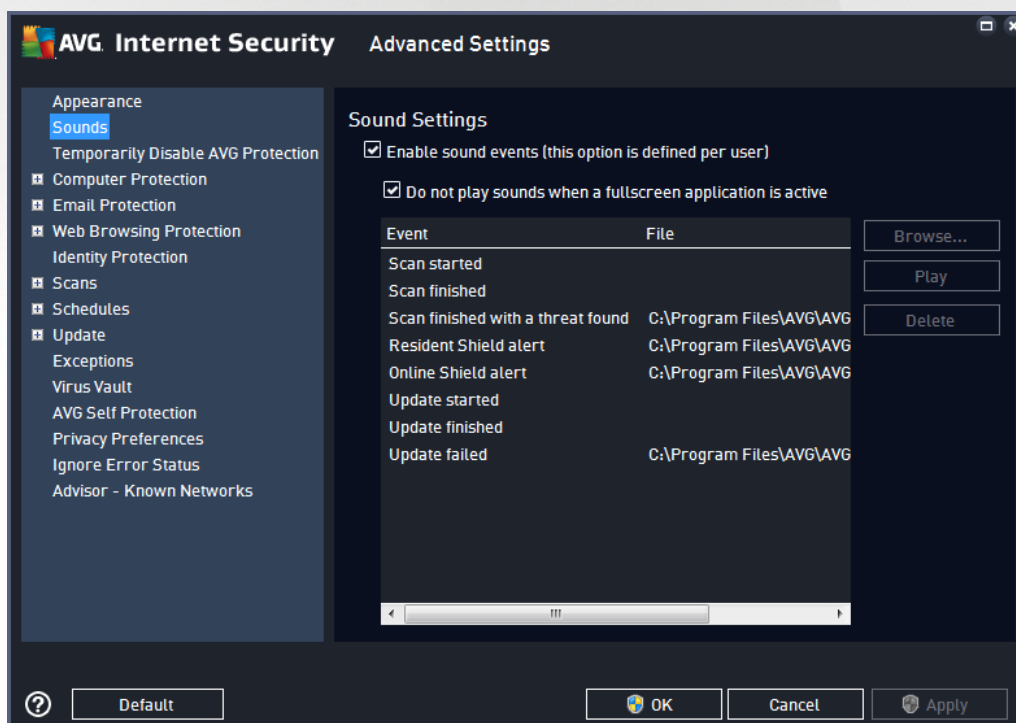 AVG. Internet Security Advanced Settings
Appearance
Sounds
Temporarily Disable AVG Protection
Computer Protection
Email Protection
Web Browsing Protection
Identity Protection
Scans
Schedules
Update
Exceptions
Virus Vault
AVG Self Protection
Privacy Preferences
Ignore Error Status
Advisor - Known Networks
Sound Settings
Enable sound events (this option is defined per user)
Do not play sounds when a fullscreen application is active
Event File
Scan started
Scan finished
Scan finished with a threat found C:\Program Files\AVG\AVG
Resident Shield alert C:\Program Files\AVG\AVG
Online Shield alert C:\Program Files\AVG\AVG
Update started
Update finished
Update failed C:\Program Files\AVG\AVG
Browse...
Play
Delete
? Default OK Cancel Apply